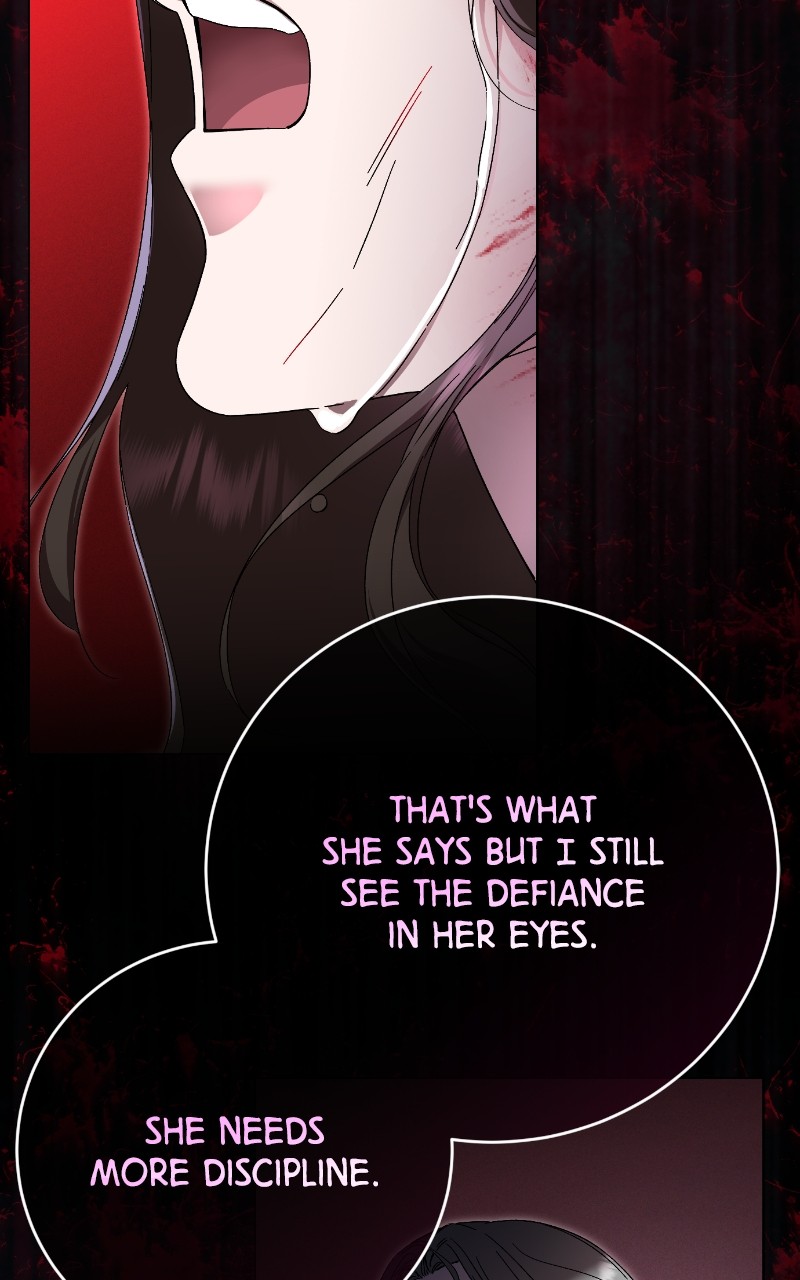 THAT'S WHAT
SHE SAYS BUT I STILL
SEE THE DEFIANCE
IN HER EYES.
SHE NEEDS
MORE DISCIPLINE.